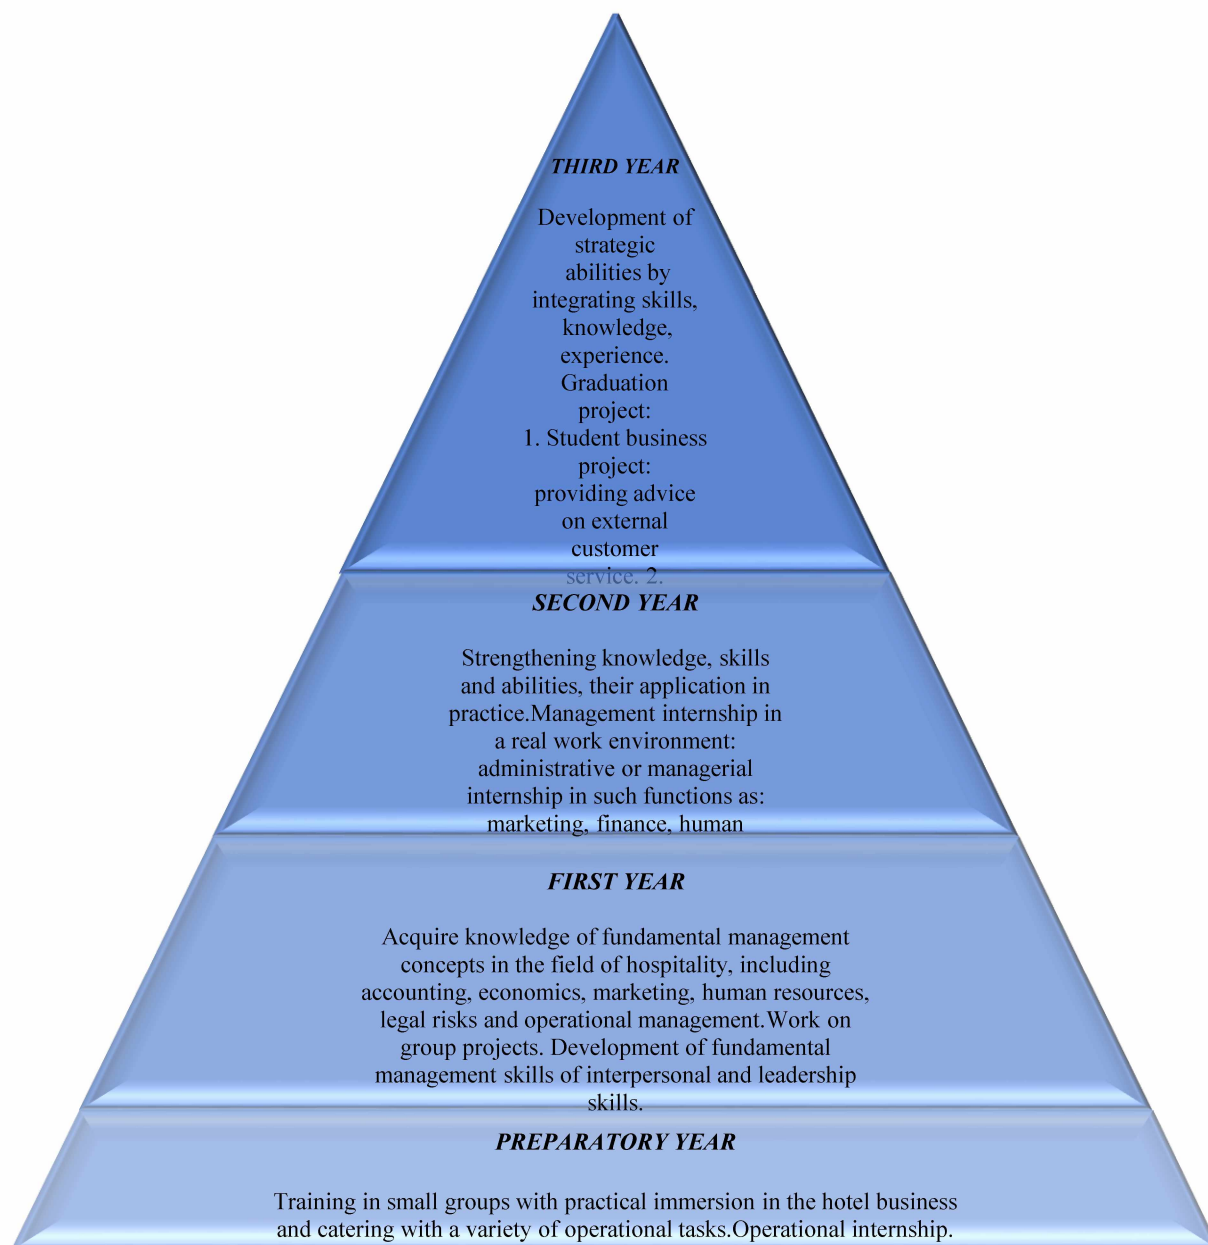 THIRD YEAR
Development of
strategic
abilities by
integrating skills,
knowledge,
experience.
Graduation
project:
1. Student business
project:
providing advice
on external
customer
service. 2.
SECOND YEAR
Strengthening knowledge, skills
and abilities, their application in
practice.Management internship in
a real work environment:
administrative or managerial
internship in such functions as:
marketing, finance, human
FIRST YEAR
Acquire knowledge of fundamental management
concepts in the field of hospitality, including
accounting, economics, marketing, human resources,
legal risks and operational management.Work on
group projects. Development of fundamental
management skills of interpersonal and leadership
skills.
PREPARATORY YEAR
Training in small groups with practical immersion in the hotel business
and catering with a variety of operational tasks.Operational internship.